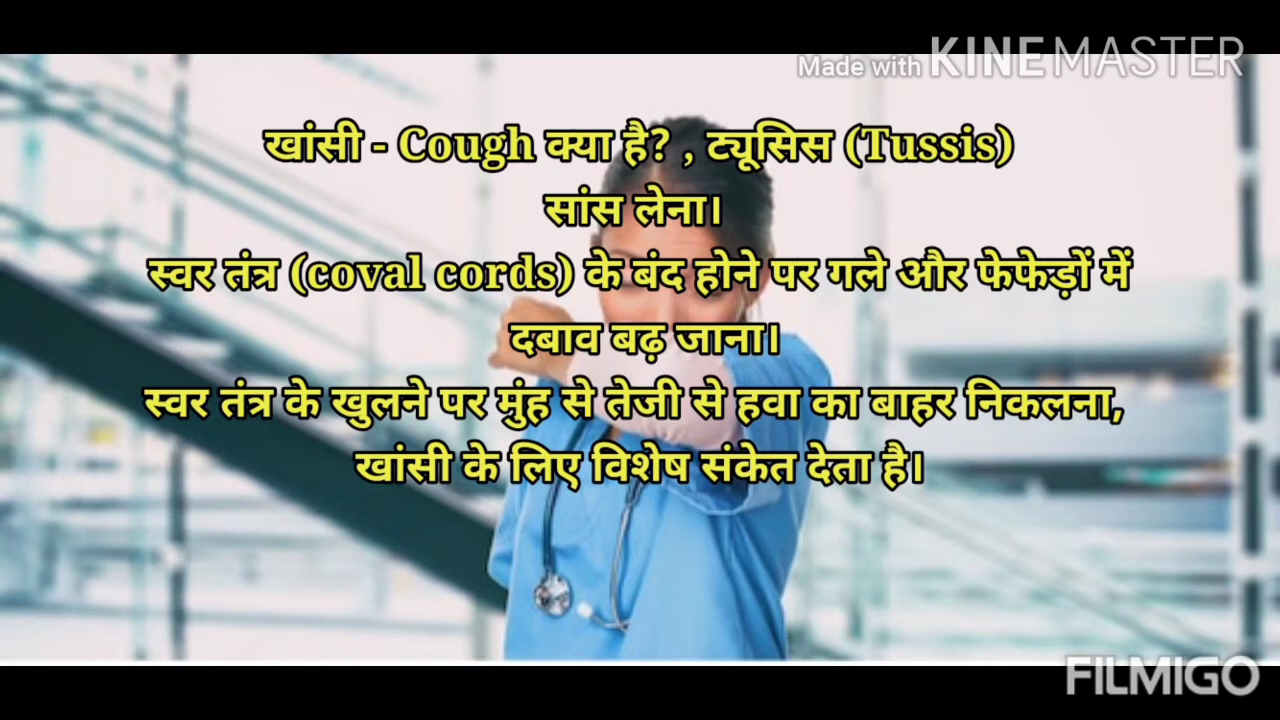 Made with KINEMASTER
खांसी - Cough क्या है? , ट्यूसिस (Tussis)
सांस लेना।
स्वर तंत्र (coval cords) के बंद होने पर गले और फेफेड़ों में
दबाव बढ़ जाना।
स्वर तंत्र के खुलने पर मुंह से तेजी से हवा का बाहर निकलना,
खांसी के लिए विशेष संकेत देता है।
FILMIGO